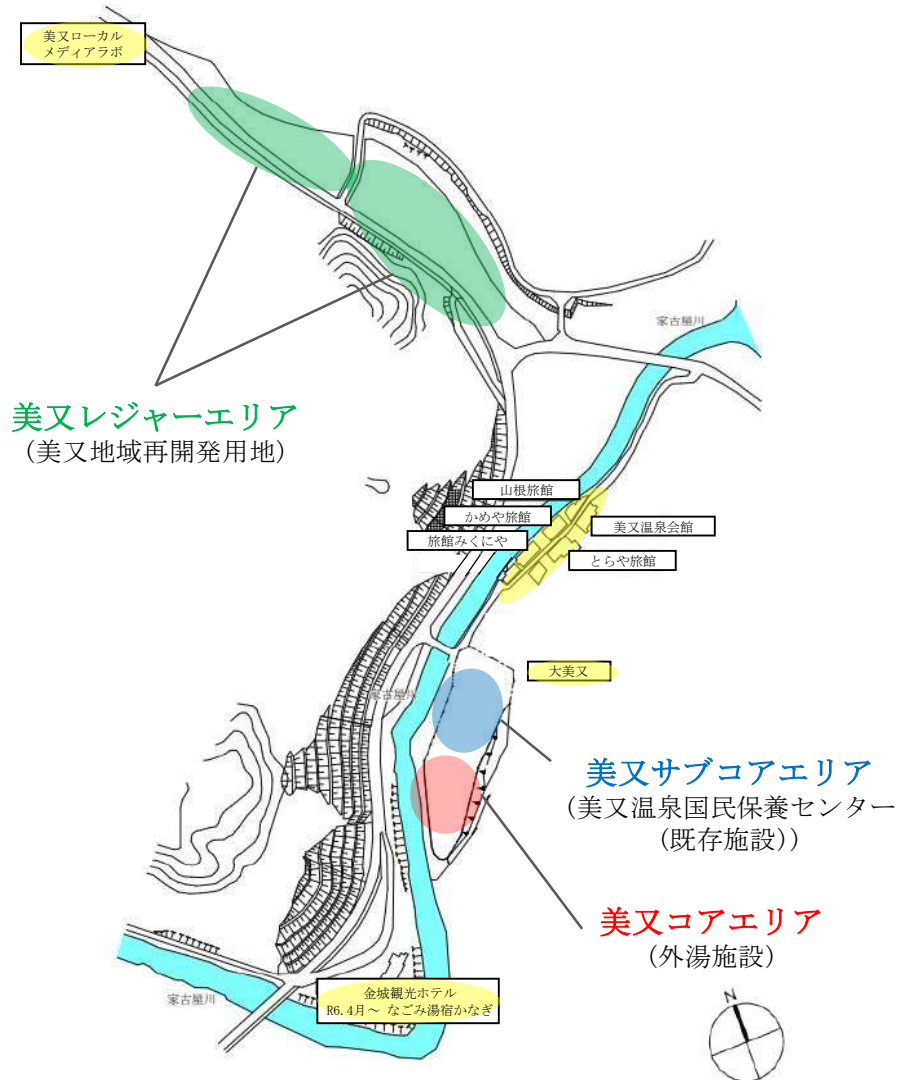 美又ローカル
メディアラボ
家古屋川
美又レジャーエリア
（美又地域再開発用地）
山根旅館
かめや旅館
旅館みくにや
美又温泉会館
とらや旅館
大美又
家古屋川
美又サブコアエリア
（美又温泉国民保養センター
（既存施設））
美又コアエリア
（外湯施設）
金城観光ホテル
R6.4月～ なごみ湯宿かなぎ
家古屋川
N